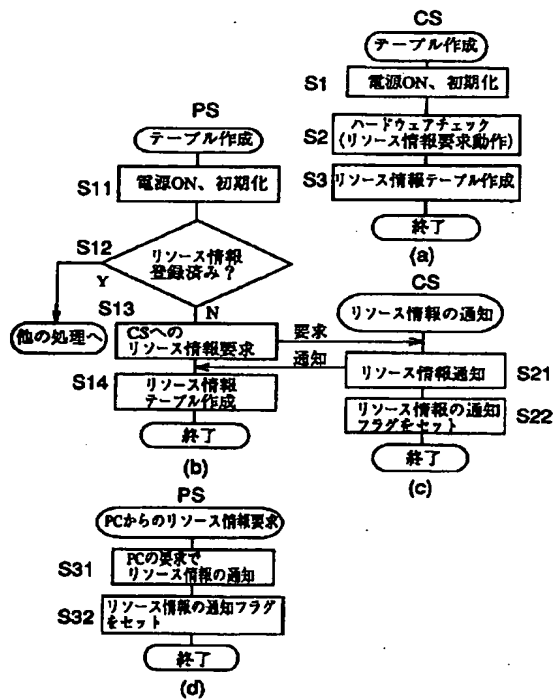 CS
テーブル作成
S1
電源ON、初期化
S2
ハードウェアチェック
(リソース情報要求動作)
S3
リソース情報テーブル作成
終了
(a)
PS
テーブル作成
S11
電源ON、初期化
S12
リソース情報
登録済み?
Y
N
他の処理へ
S13
CSへの
リソース情報要求
要求
通知
S14
リソース情報
テーブル作成
終了
(b)
CS
リソース情報の通知
リソース情報通知
S21
リソース情報の通知
フラグをセット
S22
終了
(c)
PS
PCからのリソース情報要求
S31
PCの要求で
リソース情報の通知
S32
リソース情報の通知フラグ
をセット
終了
(d)